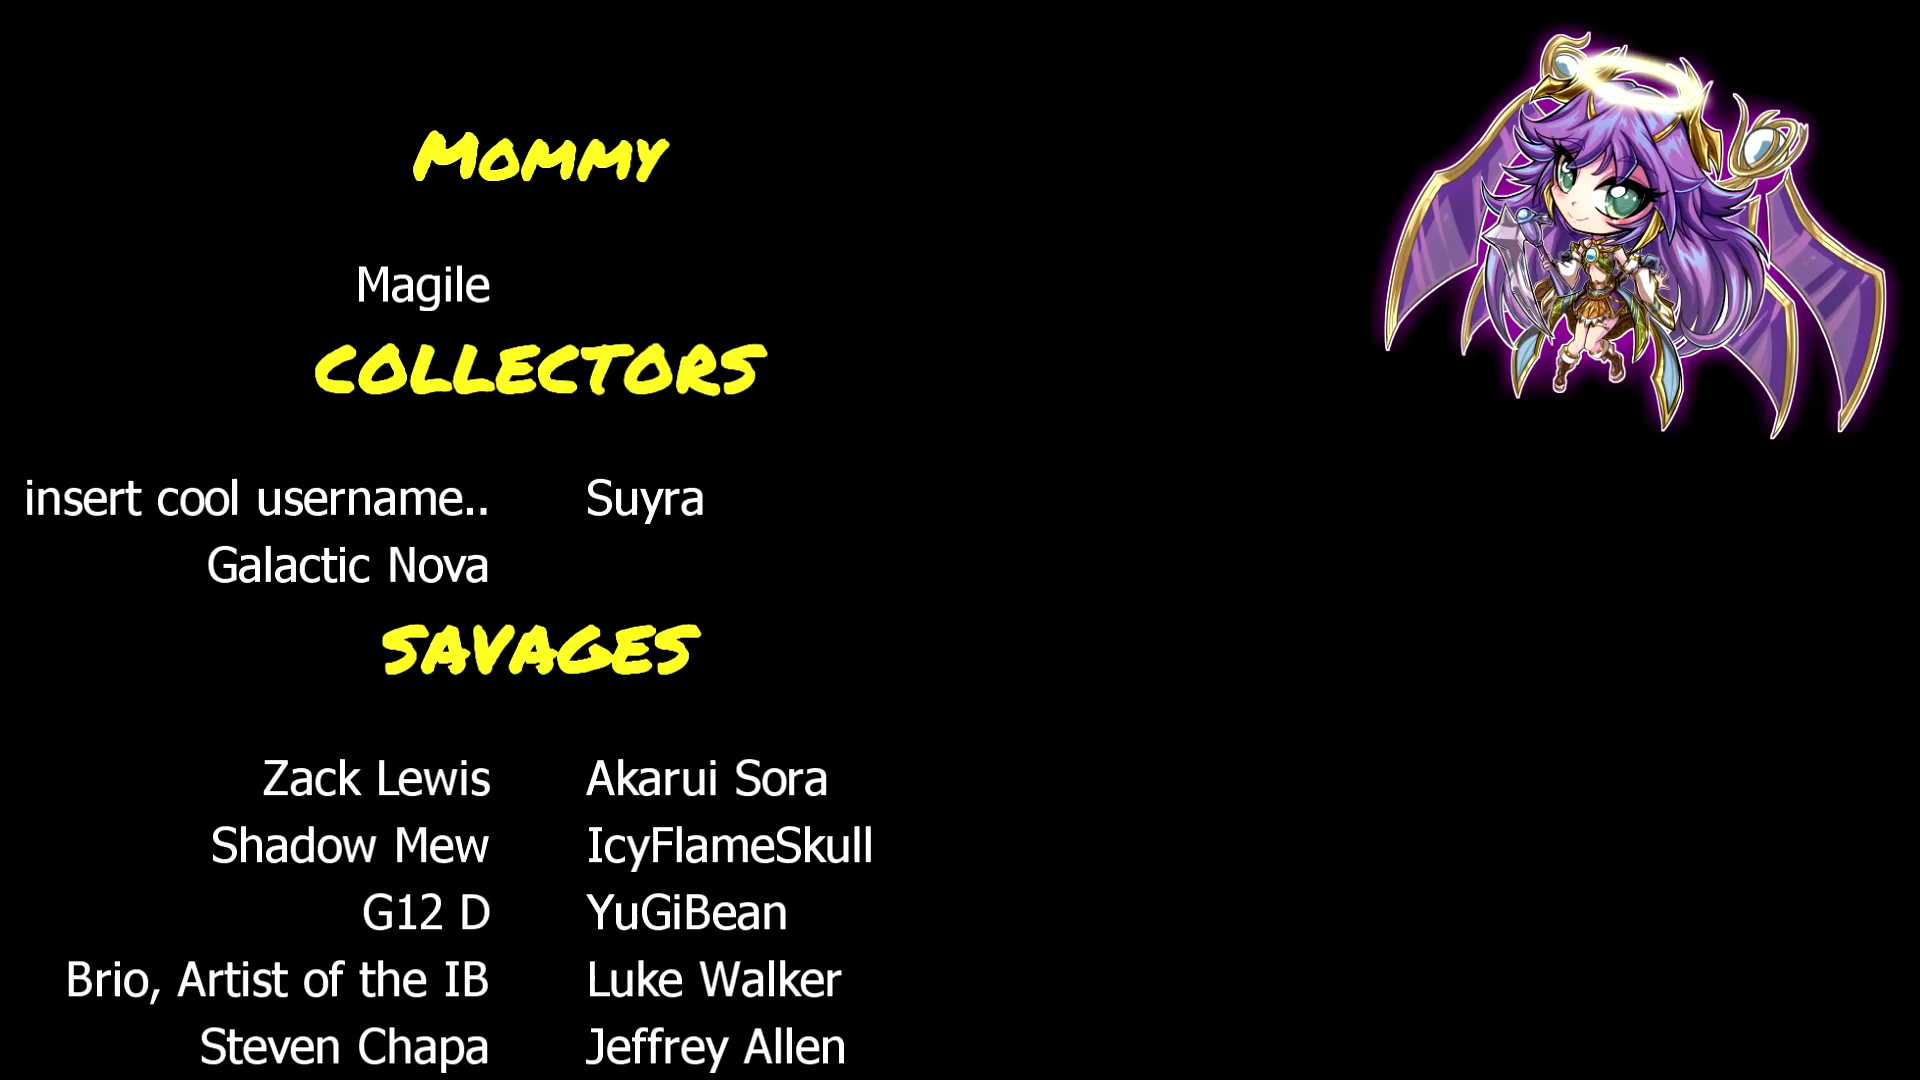 Mommy
Magile
COLLECTORS
insert cool username.. Suyra
Galactic Nova
SAVAGES
Zack Lewis Akarui Sora
Shadow Mew IcyFlameSkull
G12 D YuGiBean
Brio, Artist of the IB Luke Walker
Steven Chapa Jeffrey Allen